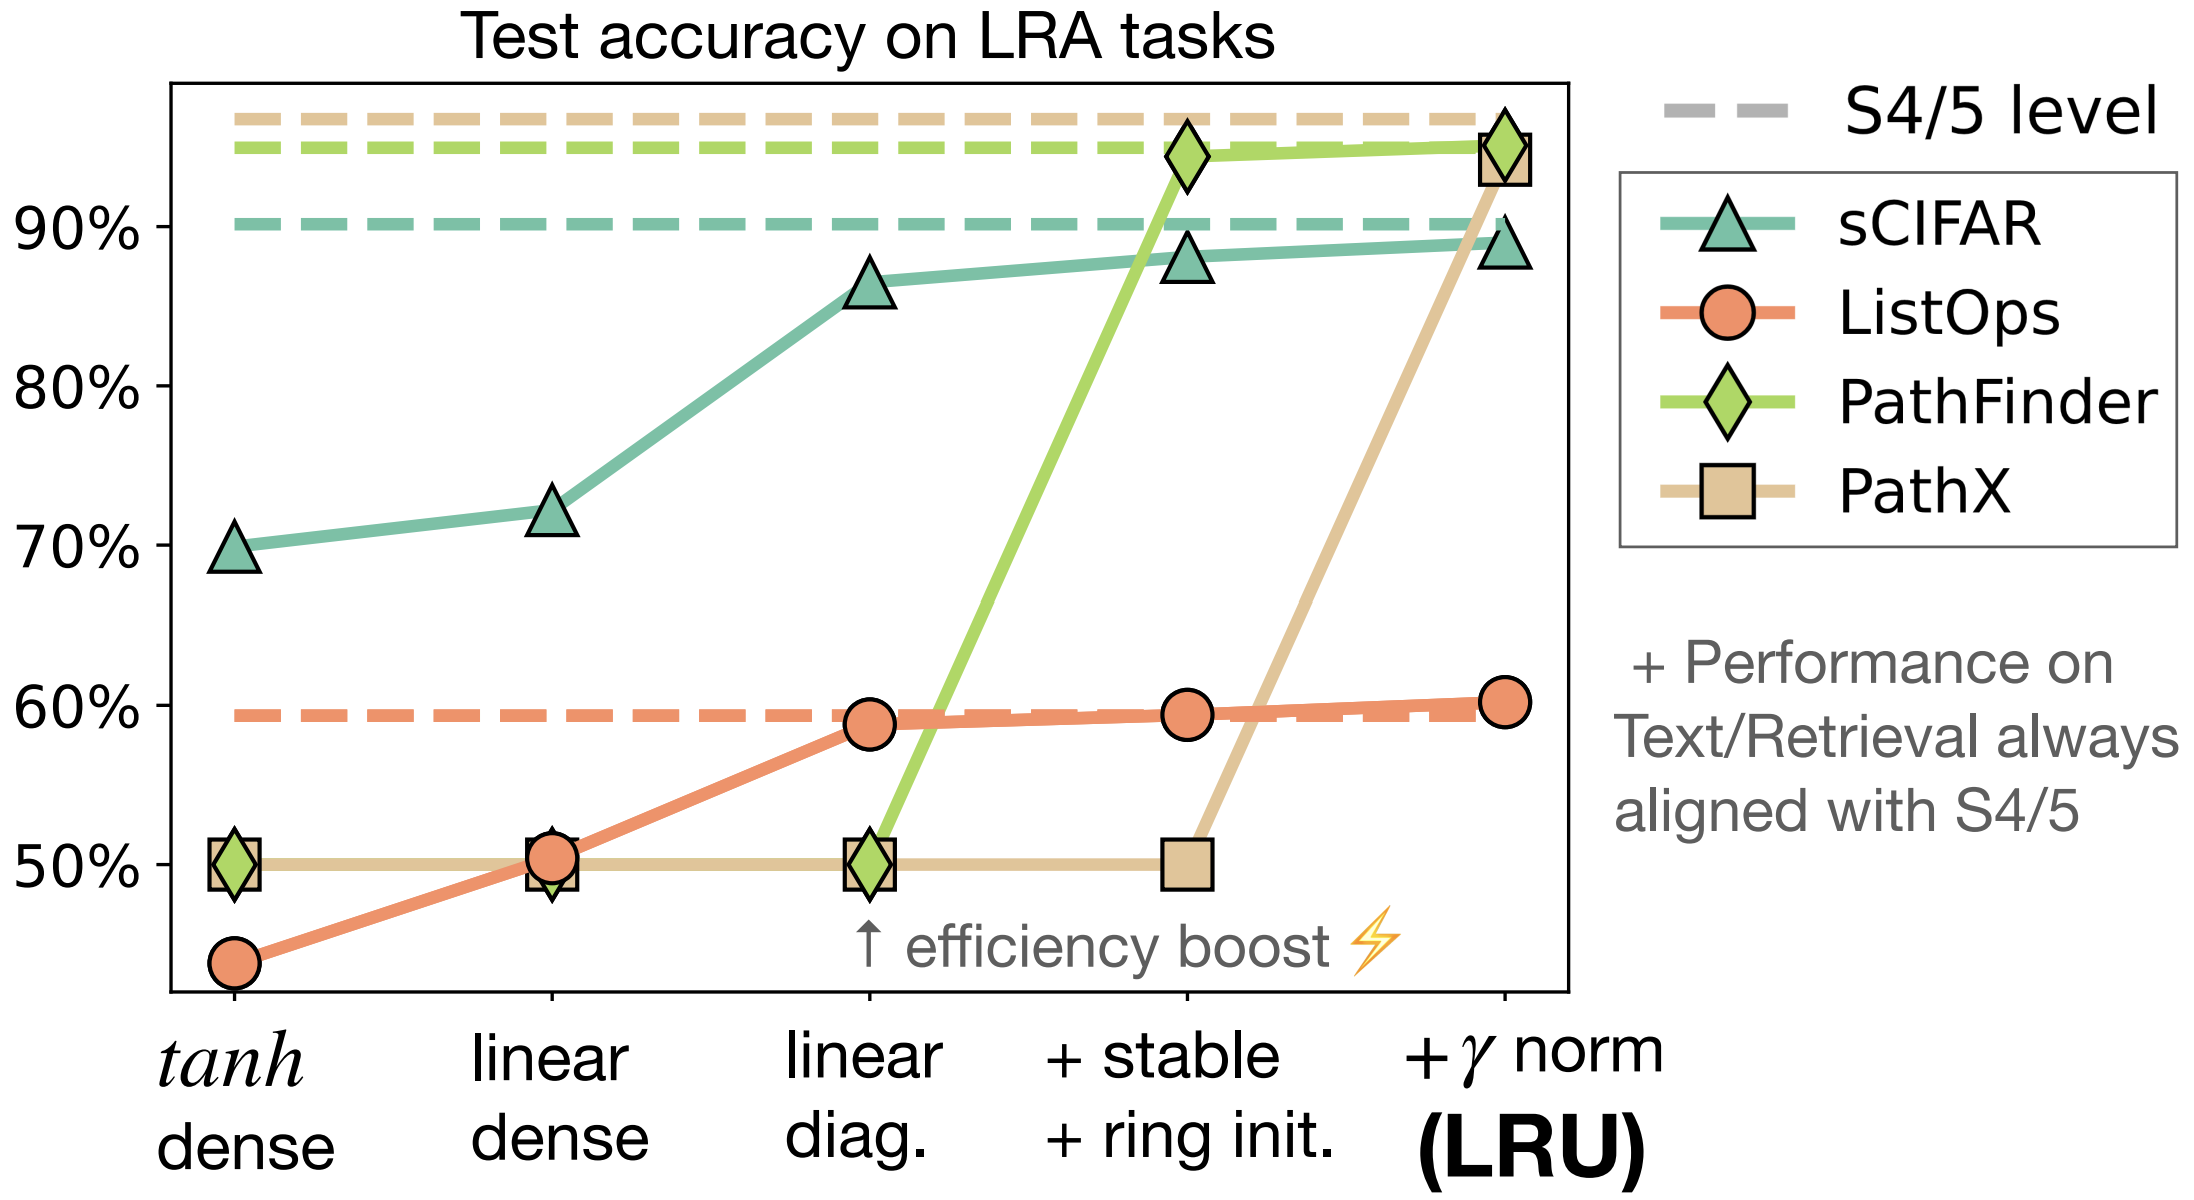 Test accuracy on LRA tasks
90%
80%
70%
60%
50%
↑ efficiency boost ⚡
tanh
dense
linear
dense
linear
diag.
+ stable
+ ring init.
+ γ norm
(LRU)
S4/5 level
sCIFAR
ListOps
PathFinder
PathX
+ Performance on
Text/Retrieval always
aligned with S4/5